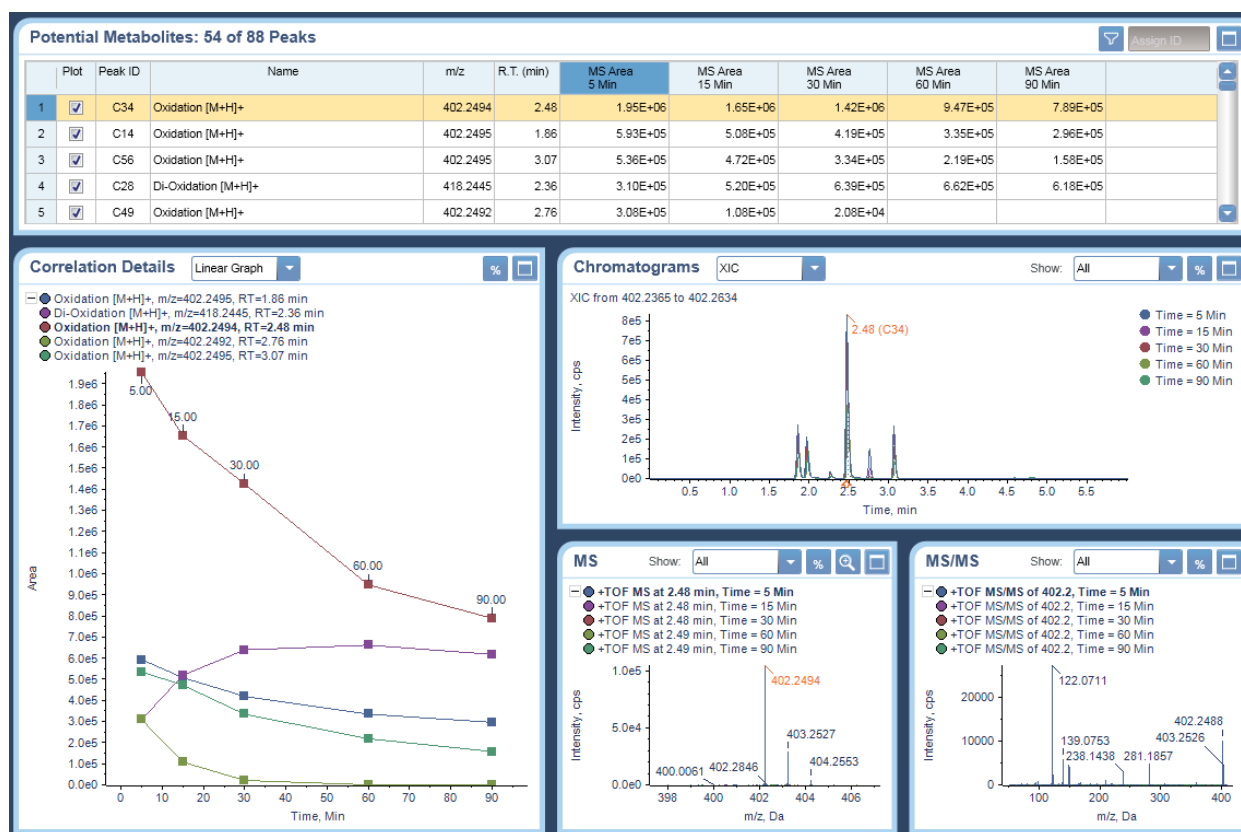 Potential Metabolites: 54 of 88 Peaks
Assign ID
Plot Peak ID Name m/z R.T. (min) MS Area 5 Min MS Area 15 Min MS Area 30 Min MS Area 60 Min MS Area 90 Min
1 C34 Oxidation [M+H]+ 402.2494 2.48 1.95E+06 1.65E+06 1.42E+06 9.47E+05 7.89E+05
2 C14 Oxidation [M+H]+ 402.2495 1.86 5.93E+05 5.08E+05 4.19E+05 3.35E+05 2.96E+05
3 C56 Oxidation [M+H]+ 402.2495 3.07 5.36E+05 4.72E+05 3.34E+05 2.19E+05 1.58E+05
4 C28 Di-Oxidation [M+H]+ 418.2445 2.36 3.10E+05 5.20E+05 6.39E+05 6.62E+05 6.18E+05
5 C49 Oxidation [M+H]+ 402.2492 2.76 3.08E+05 1.08E+05 2.08E+04
Correlation Details Linear Graph %
Oxidation [M+H]+, m/z=402.2495, RT=1.86 min
Di-Oxidation [M+H]+, m/z=418.2445, RT=2.36 min
Oxidation [M+H]+, m/z=402.2494, RT=2.48 min
Oxidation [M+H]+, m/z=402.2492, RT=2.76 min
Oxidation [M+H]+, m/z=402.2495, RT=3.07 min
1.9e6
1.8e6
1.7e6
1.6e6
1.5e6
1.4e6
1.3e6
1.2e6
1.1e6
1.0e6
9.0e5
8.0e5
7.0e5
6.0e5
5.0e5
4.0e5
3.0e5
2.0e5
1.0e5
0.0e0
Area
5.00
15.00
30.00
60.00
90.00
0 10 20 30 40 50 60 70 80 90
Time, Min
Chromatograms XIC Show: All %
XIC from 402.2365 to 402.2634
8e5
7e5
6e5
5e5
4e5
3e5
2e5
1e5
0e0
Intensity, cps
2.48 (C34)
Time = 5 Min
Time = 15 Min
Time = 30 Min
Time = 60 Min
Time = 90 Min
0.5 1.0 1.5 2.0 2.5 3.0 3.5 4.0 4.5 5.0 5.5
Time, min
MS Show: All %
+TOF MS at 2.48 min, Time = 5 Min
+TOF MS at 2.48 min, Time = 15 Min
+TOF MS at 2.48 min, Time = 30 Min
+TOF MS at 2.49 min, Time = 60 Min
+TOF MS at 2.49 min, Time = 90 Min
1.0e5
5.0e4
0.0e0
Intensity, cps
402.2494
403.2527
400.0061
402.2846
404.2553
398 400 402 404 406
m/z, Da
MS/MS Show: All %
+TOF MS/MS of 402.2, Time = 5 Min
+TOF MS/MS of 402.2, Time = 15 Min
+TOF MS/MS of 402.2, Time = 30 Min
+TOF MS/MS of 402.2, Time = 60 Min
+TOF MS/MS of 402.2, Time = 90 Min
20000
10000
0
Intensity, cps
122.0711
139.0753
238.1438
281.1857
402.2488
403.2526
100 200 300 400
m/z, Da